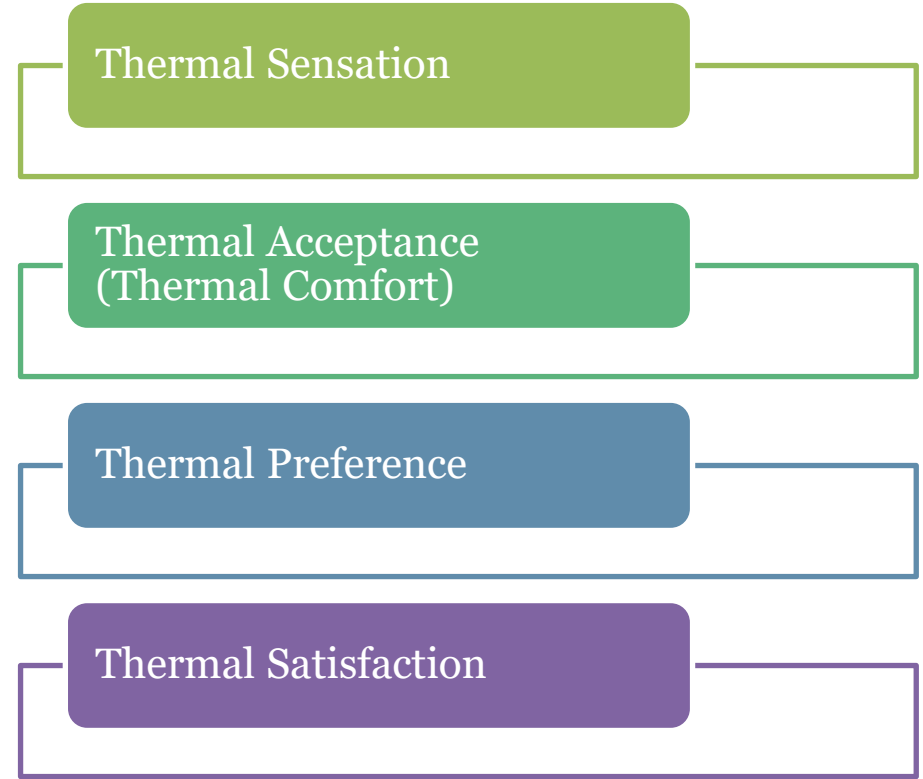 Thermal Sensation
Thermal Acceptance
(Thermal Comfort)
Thermal Preference
Thermal Satisfaction